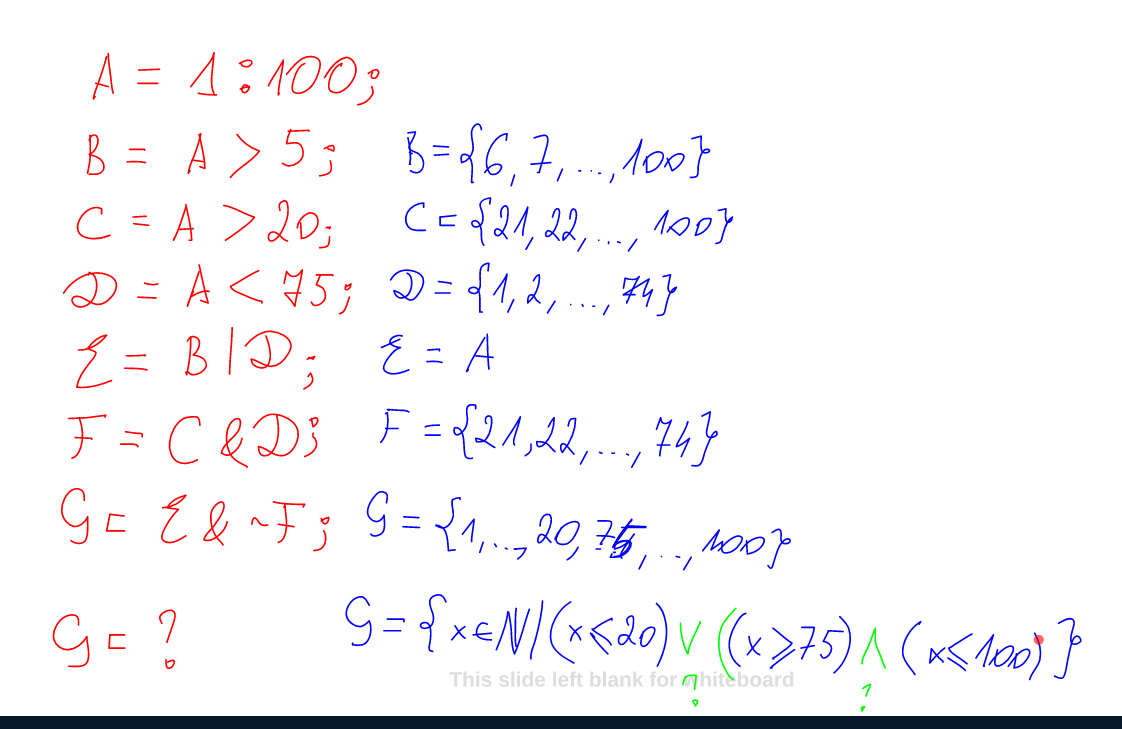 A = 1:100;
B = A > 5; B = {6, 7, ..., 100}
C = A > 20; C = {21, 22, ..., 100}
D = A < 75; D = {1, 2, ..., 74}
E = B | D; E = A
F = C & D; F = {21, 22, ..., 74}
G = E & ~F; G = {1, ..., 20, 75, ..., 100}
G = ? G = {x ∈ N | (x ≤ 20) ∨ ((x ≥ 75) ∧ (x ≤ 100)}
This slide left blank for whiteboard
? ?